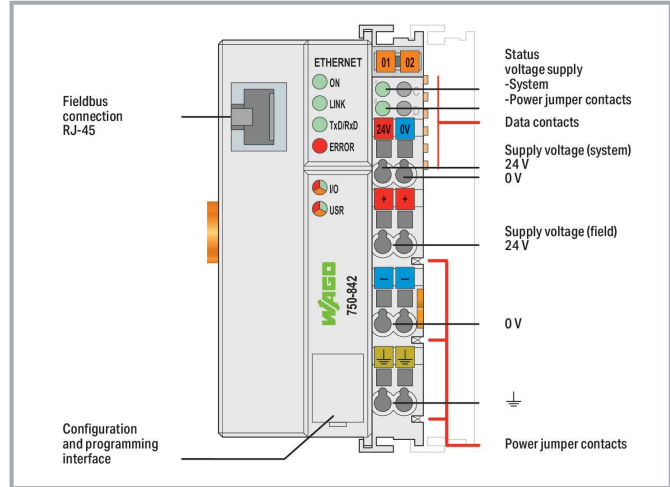 Fieldbus
connection
RJ-45
Configuration
and programming
interface
ETHERNET
ON
LINK
TxD/RxD
ERROR
I/O
USR
WAGO
750-842
01 02
24V 0V
+ +
— —
Status
voltage supply
-System
-Power jumper contacts
Data contacts
Supply voltage (system)
24 V
0 V
Supply voltage (field)
24 V
0 V
Power jumper contacts